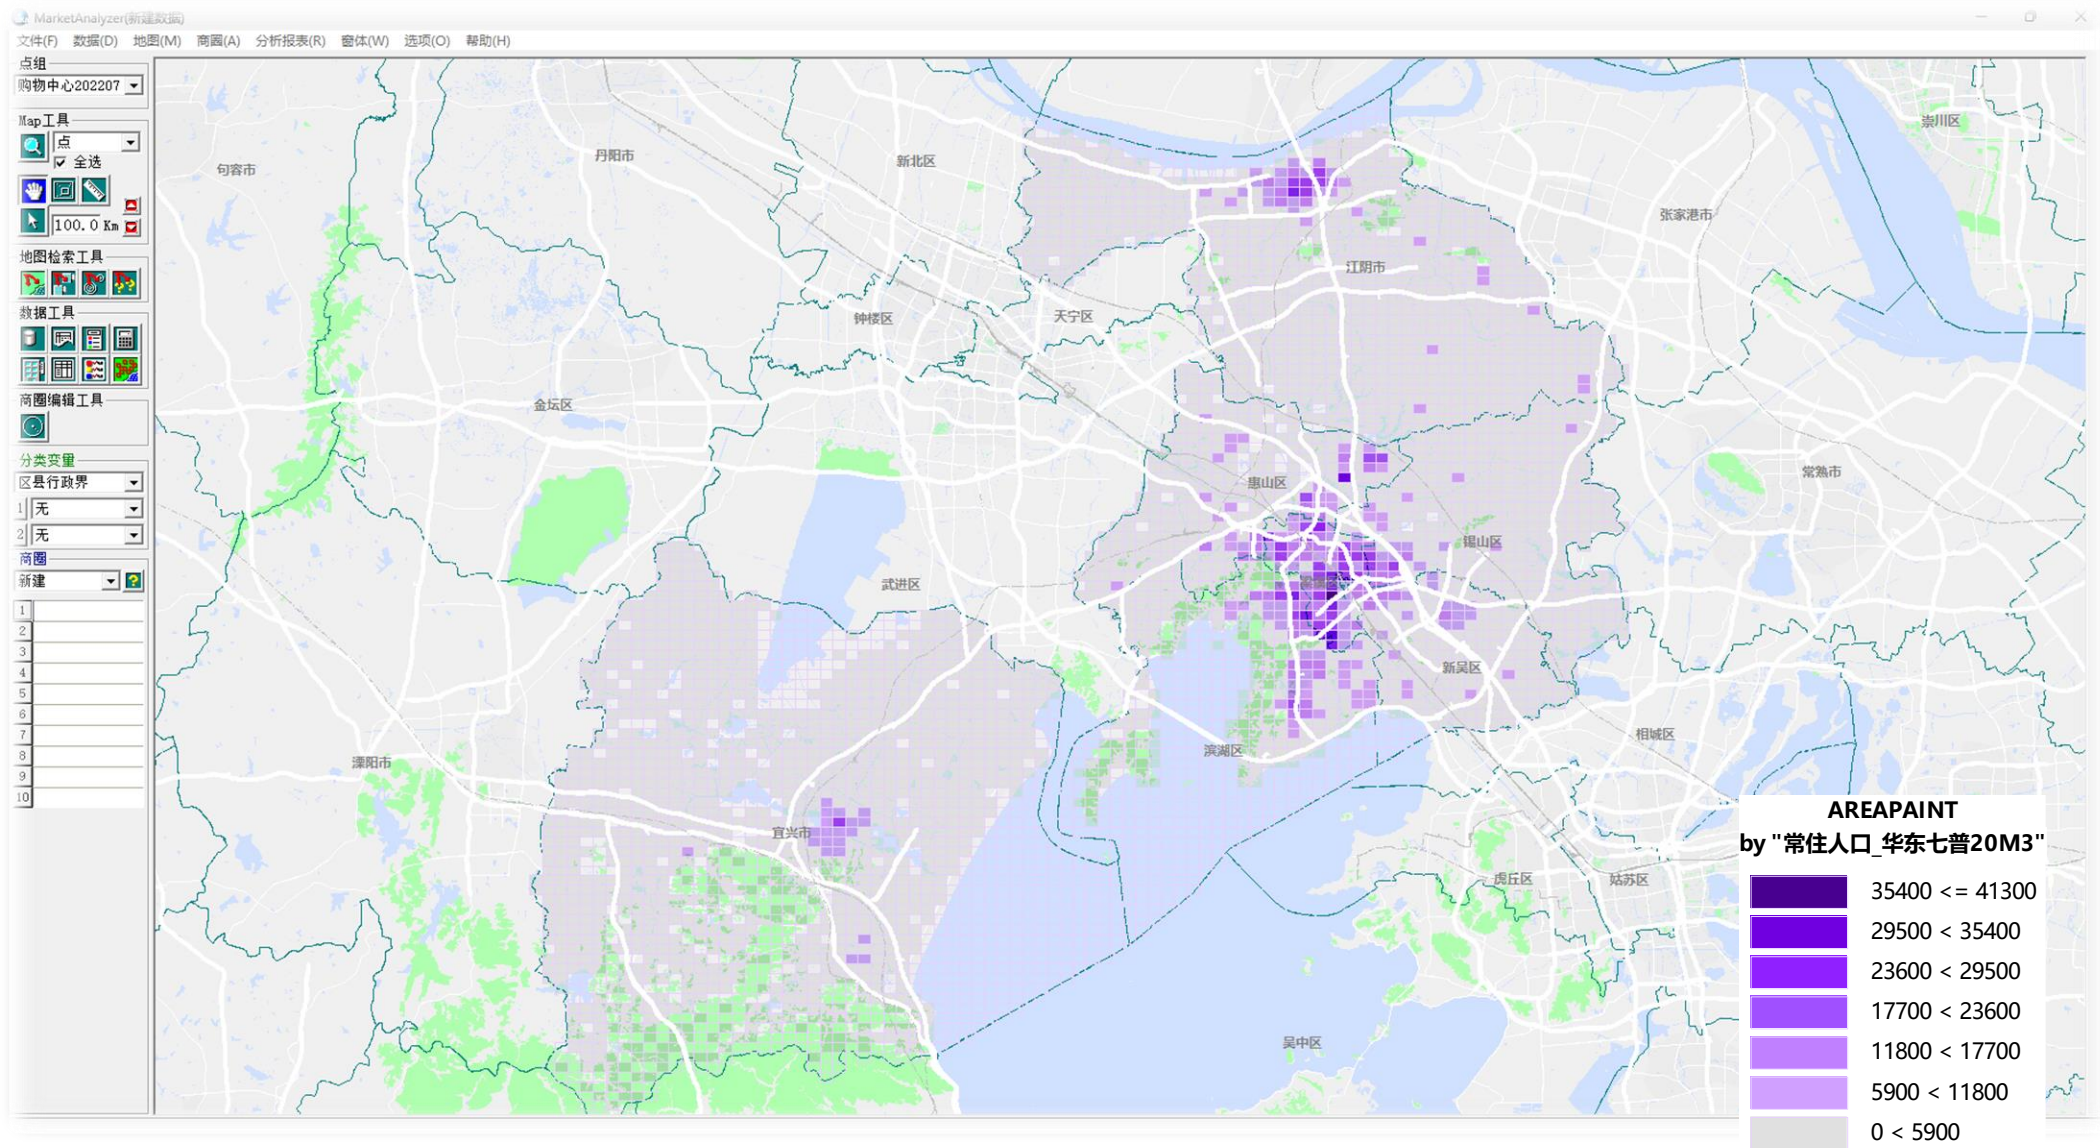 MarketAnalyzer(新建数据)
文件(F) 数据(D) 地图(M) 商圈(A) 分析报表(R) 窗体(W) 选项(O) 帮助(H)
点组
购物中心202207
Map工具
点
全选
100.0 Km
地图检索工具
数据工具
商圈编辑工具
分类变量
区县行政界
1 无
2 无
商圈
新建
?
1
2
3
4
5
6
7
8
9
10
崇川区
丹阳市
新北区
句容市
张家港市
江阴市
天宁区
钟楼区
金坛区
常熟市
惠山区
锡山区
武进区
新吴区
相城区
滨湖区
溧阳市
宜兴市
虎丘区
姑苏区
吴中区
AREAPAINT
by "常住人口_华东七普20M3"
35400 <= 41300
29500 < 35400
23600 < 29500
17700 < 23600
11800 < 17700
5900 < 11800
0 < 5900